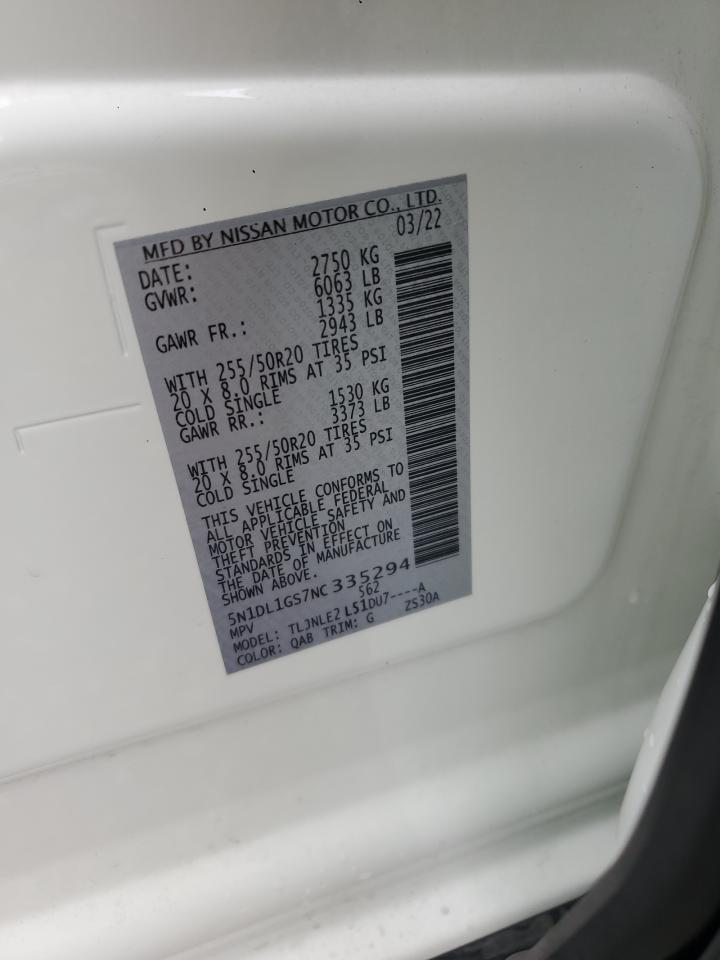 MFD BY NISSAN MOTOR CO., LTD.
DATE: 03/22
GVWR: 2750 KG
6063 LB
GAWR FR.: 1335 KG
2943 LB
WITH 255/50R20 TIRES
20 X 8.0 RIMS AT 35 PSI
COLD SINGLE
GAWR RR.: 1530 KG
3373 LB
WITH 255/50R20 TIRES
20 X 8.0 RIMS AT 35 PSI
COLD SINGLE
THIS VEHICLE CONFORMS TO
ALL APPLICABLE FEDERAL
MOTOR VEHICLE SAFETY AND
THEFT PREVENTION
STANDARDS IN EFFECT ON
THE DATE OF MANUFACTURE
SHOWN ABOVE.
5N1DL1GS7NC335294
MPV 562
MODEL: TLJNLE2 L51DU7----A
COLOR: QAB TRIM: G ZS30A